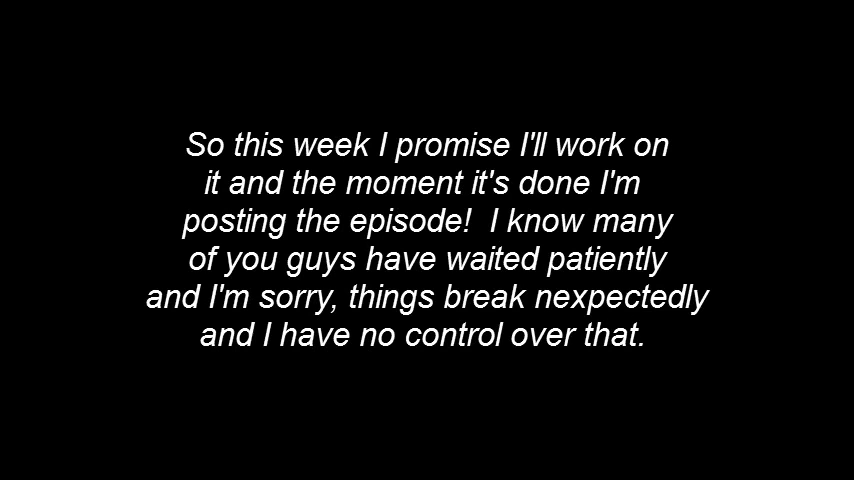 So this week I promise I'll work on
it and the moment it's done I'm
posting the episode!  I know many
of you guys have waited patiently
and I'm sorry, things break nexpectedly
and I have no control over that.